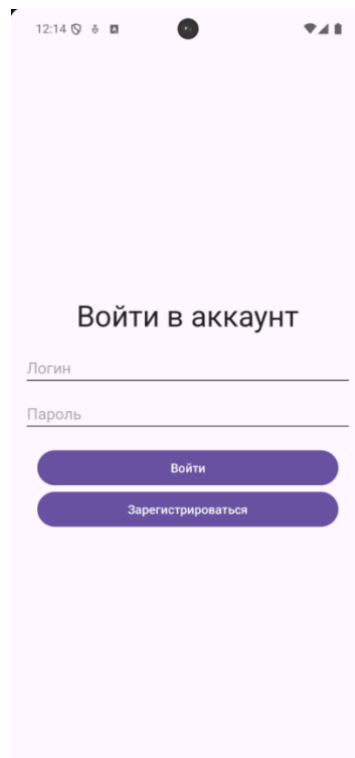 12:14
Войти в аккаунт
Логин
Пароль
Войти
Зарегистрироваться